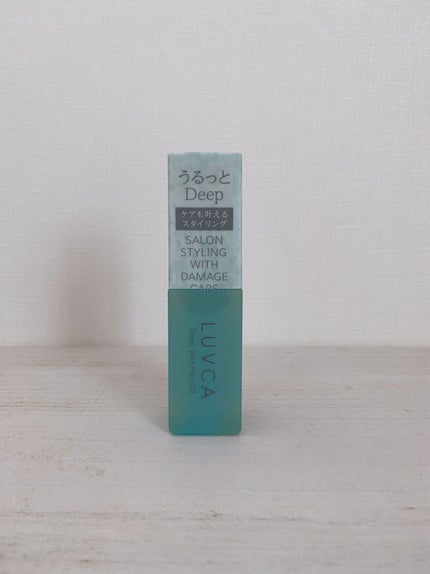 うるっと
Deep
ケアも叶える
スタイリング
SALON
STYLING
WITH
DAMAGE
CARE
LUVCA
Deep Wet Hair Oil